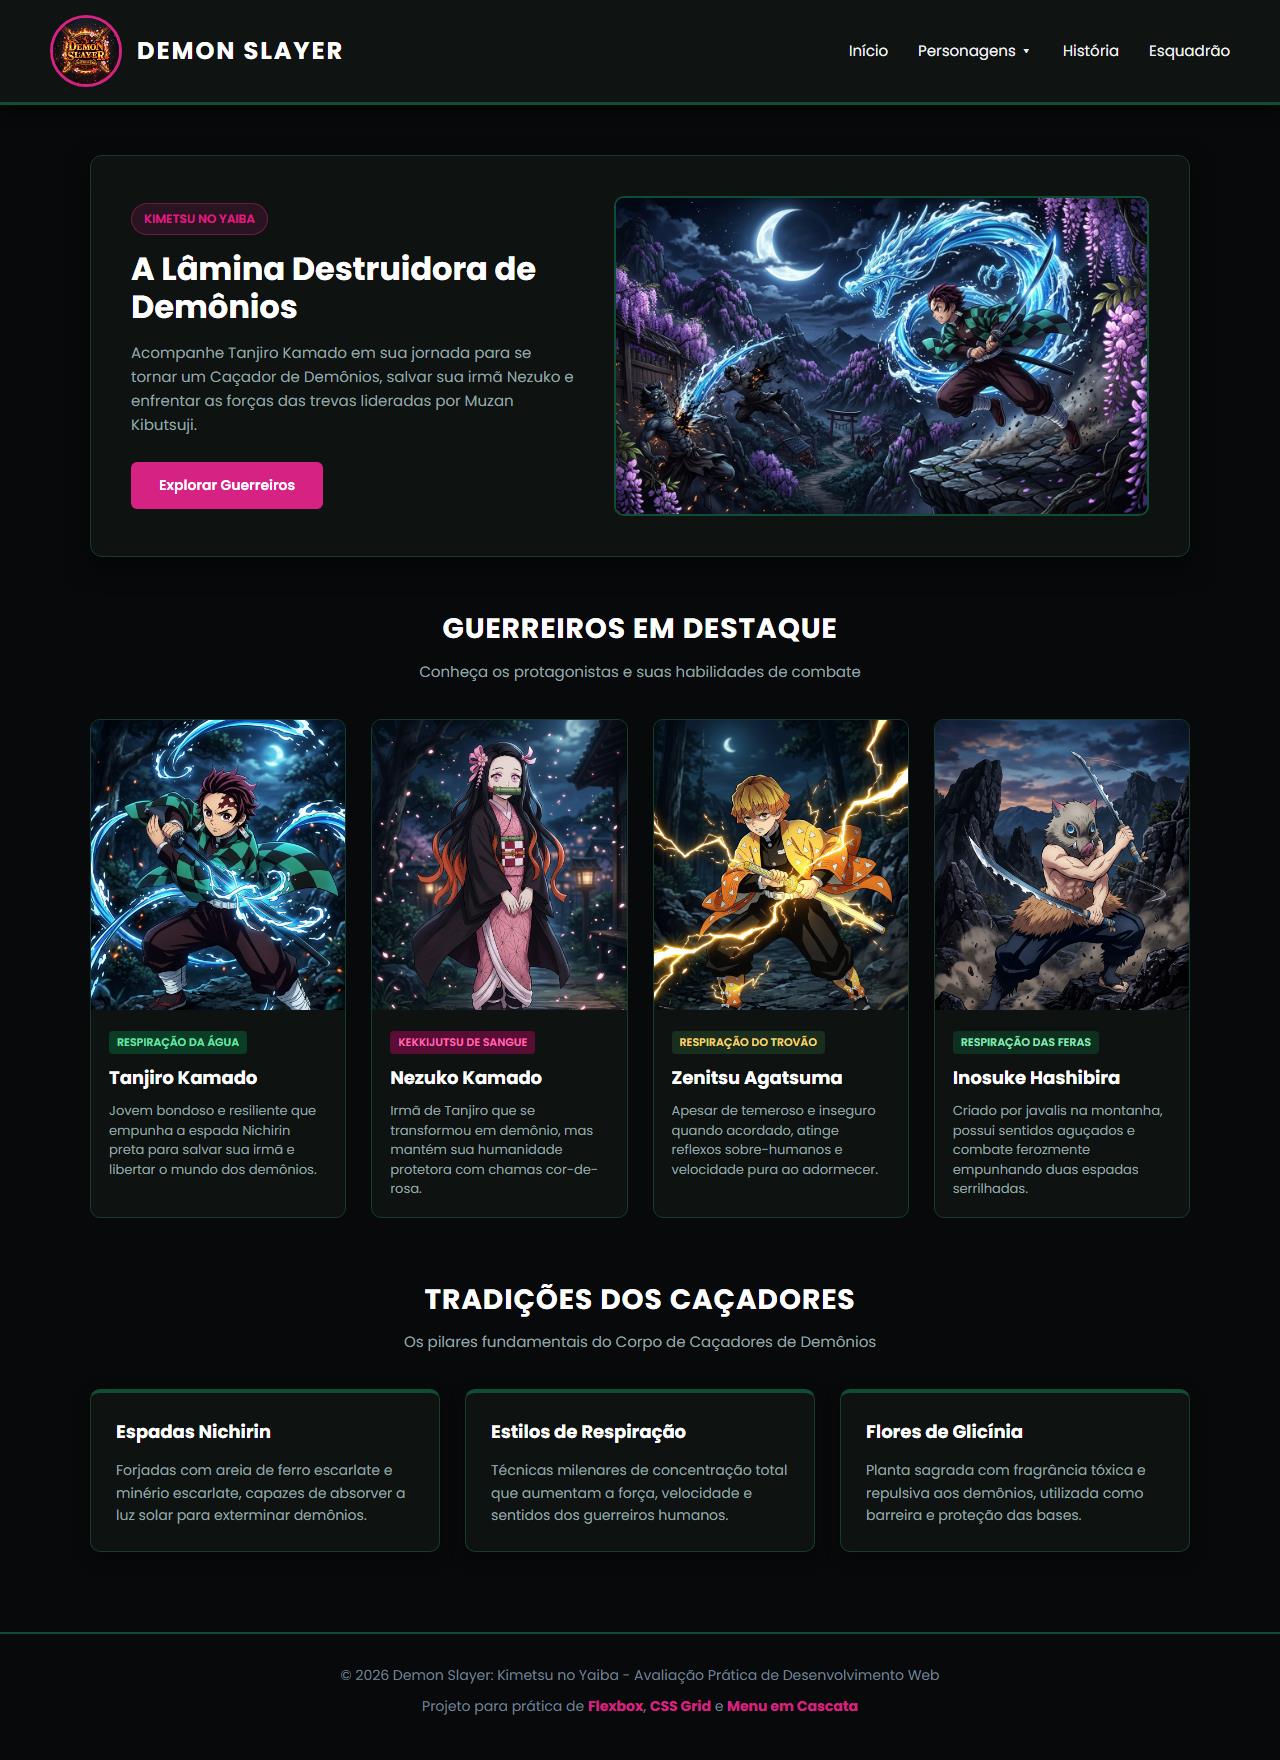 DEMON SLAYER
DEMON SLAYER
Início
Personagens
História
Esquadrão
KIMETSU NO YAIBA
A Lâmina Destruidora de
Demônios
Acompanhe Tanjiro Kamado em sua jornada para se
tornar um Caçador de Demônios, salvar sua irmã Nezuko e
enfrentar as forças das trevas lideradas por Muzan
Kibutsuji.
Explorar Guerreiros
GUERREIROS EM DESTAQUE
Conheça os protagonistas e suas habilidades de combate
RESPIRAÇÃO DA ÁGUA
Tanjiro Kamado
Jovem bondoso e resiliente que
empunha a espada Nichirin
preta para salvar sua irmã e
libertar o mundo dos demônios.
KEKKIJUTSU DE SANGUE
Nezuko Kamado
Irmã de Tanjiro que se
transformou em demônio, mas
mantém sua humanidade
protetora com chamas cor-de-
rosa.
RESPIRAÇÃO DO TROVÃO
Zenitsu Agatsuma
Apesar de temeroso e inseguro
quando acordado, atinge
reflexos sobre-humanos e
velocidade pura ao adormecer.
RESPIRAÇÃO DAS FERAS
Inosuke Hashibira
Criado por javalis na montanha,
possui sentidos aguçados e
combate ferozmente
empunhando duas espadas
serrilhadas.
TRADIÇÕES DOS CAÇADORES
Os pilares fundamentais do Corpo de Caçadores de Demônios
Espadas Nichirin
Forjadas com areia de ferro escarlate e
minério escarlate, capazes de absorver a
luz solar para exterminar demônios.
Estilos de Respiração
Técnicas milenares de concentração total
que aumentam a força, velocidade e
sentidos dos guerreiros humanos.
Flores de Glicínia
Planta sagrada com fragrância tóxica e
repulsiva aos demônios, utilizada como
barreira e proteção das bases.
© 2026 Demon Slayer: Kimetsu no Yaiba - Avaliação Prática de Desenvolvimento Web
Projeto para prática de Flexbox, CSS Grid e Menu em Cascata